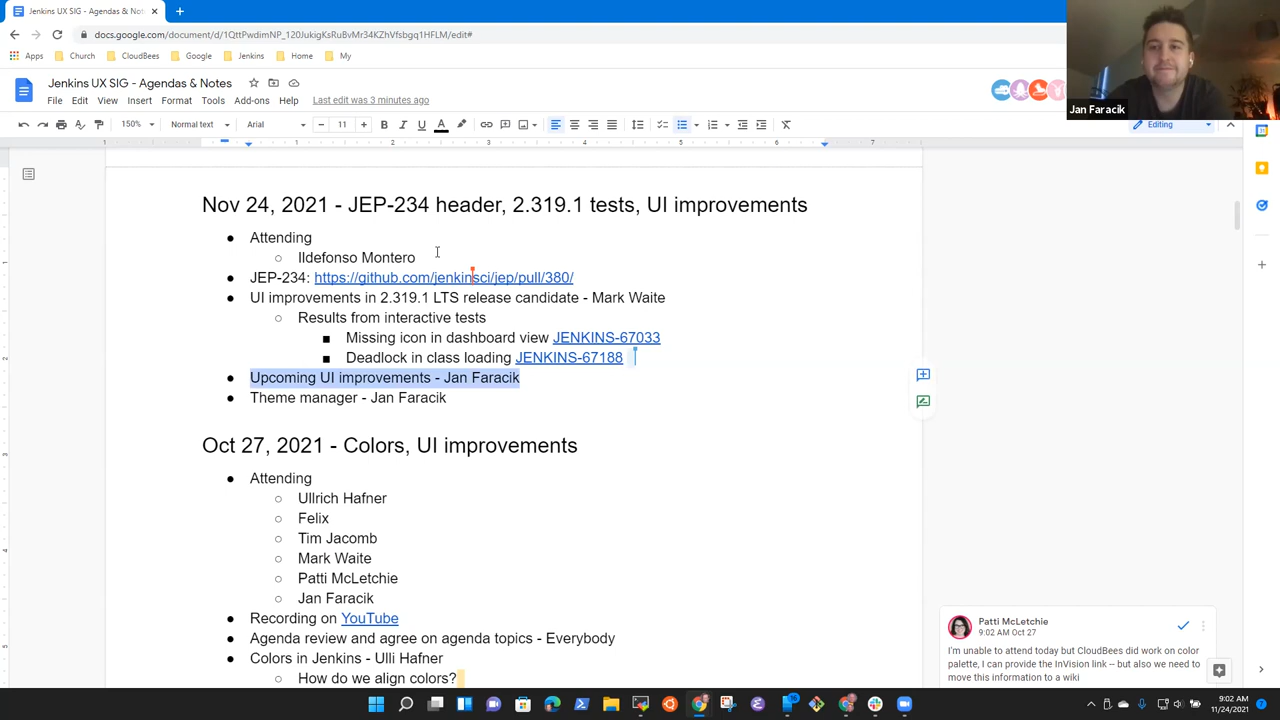 Jenkins UX SIG - Agendas & Not
docs.google.com/document/d/1QttPwdimNP_120JukigKsRuBvMr34KZhVfsbgq1HFLM/edit#
Apps Church CloudBees Google Jenkins Home My
Jenkins UX SIG - Agendas & Notes
File Edit View Insert Format Tools Add-ons Help Last edit was 3 minutes ago
Jan Faracik
150% Normal text Arial 11 Editing
1 1 2 3 4 5 6 7
Nov 24, 2021 - JEP-234 header, 2.319.1 tests, UI improvements
Attending
Ildefonso Montero
JEP-234: https://github.com/jenkinsci/jep/pull/380/
UI improvements in 2.319.1 LTS release candidate - Mark Waite
Results from interactive tests
Missing icon in dashboard view JENKINS-67033
Deadlock in class loading JENKINS-67188
Upcoming UI improvements - Jan Faracik
Theme manager - Jan Faracik
Oct 27, 2021 - Colors, UI improvements
Attending
Ullrich Hafner
Felix
Tim Jacomb
Mark Waite
Patti McLetchie
Jan Faracik
Recording on YouTube
Agenda review and agree on agenda topics - Everybody
Colors in Jenkins - Ulli Hafner
How do we align colors?
Patti McLetchie
9:02 AM Oct 27
I'm unable to attend today but CloudBees did work on color
palette, I can provide the InVision link -- but also we need to
move this information to a wiki
9:02 AM
11/24/2021